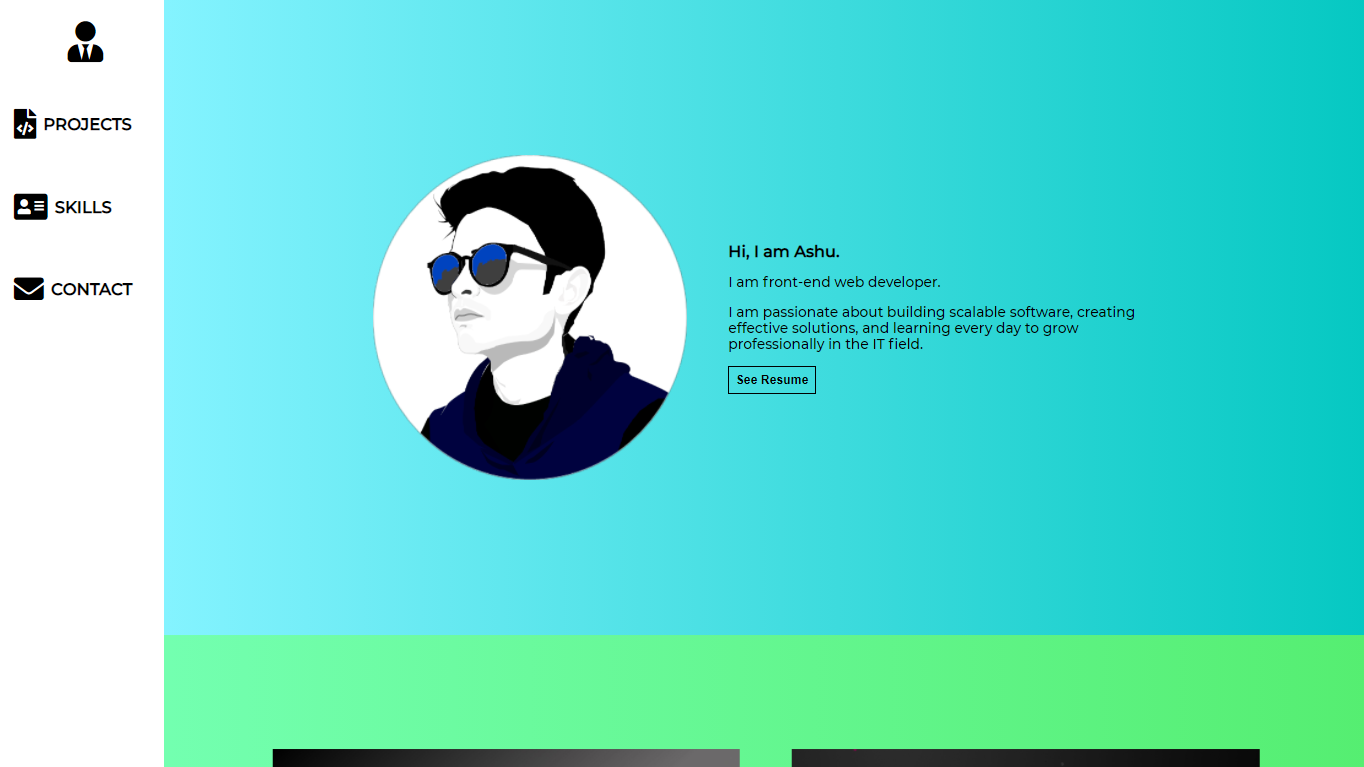 PROJECTS
SKILLS
CONTACT
Hi, I am Ashu.
I am front-end web developer.
I am passionate about building scalable software, creating
effective solutions, and learning every day to grow
professionally in the IT field.
See Resume